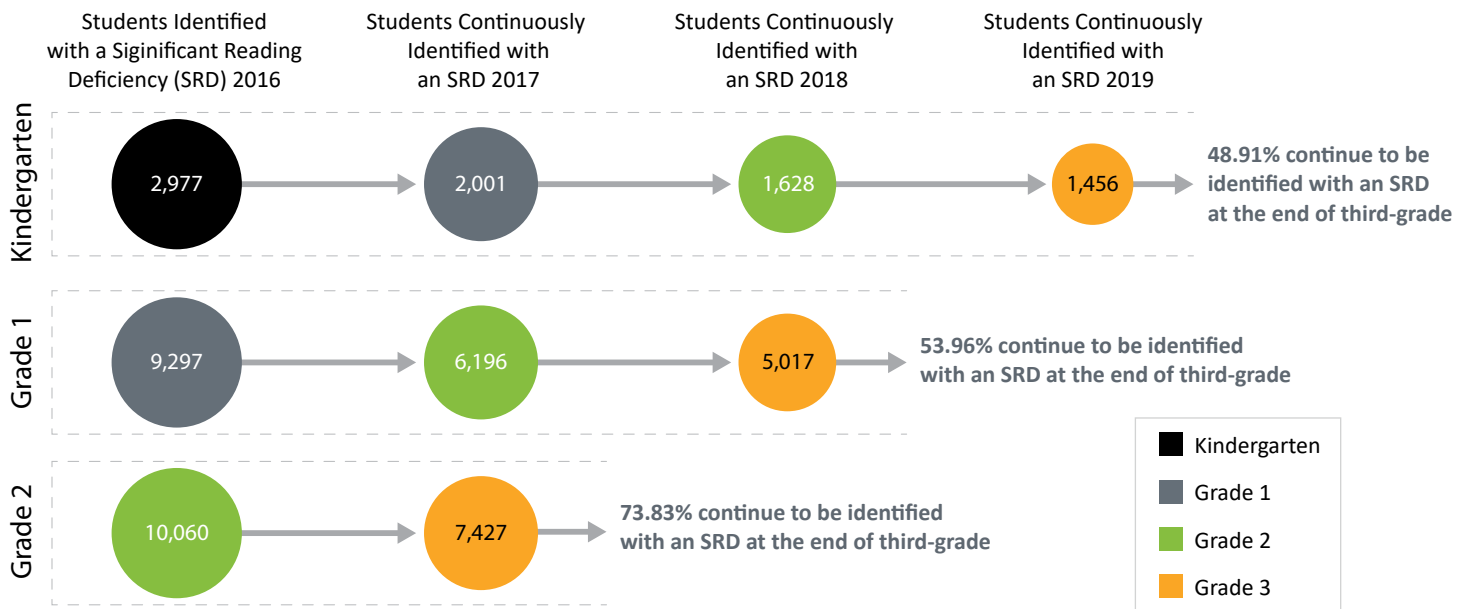 Students Identified
with a Siginificant Reading
Deficiency (SRD) 2016
Students Continuously
Identified with
an SRD 2017
Students Continuously
Identified with
an SRD 2018
Students Continuously
Identified with
an SRD 2019
Kindergarten
2,977
2,001
1,628
1,456
48.91% continue to be
identified with an SRD
at the end of third-grade
Grade 1
9,297
6,196
5,017
53.96% continue to be identified
with an SRD at the end of third-grade
Grade 2
10,060
7,427
73.83% continue to be identified
with an SRD at the end of third-grade
Kindergarten
Grade 1
Grade 2
Grade 3